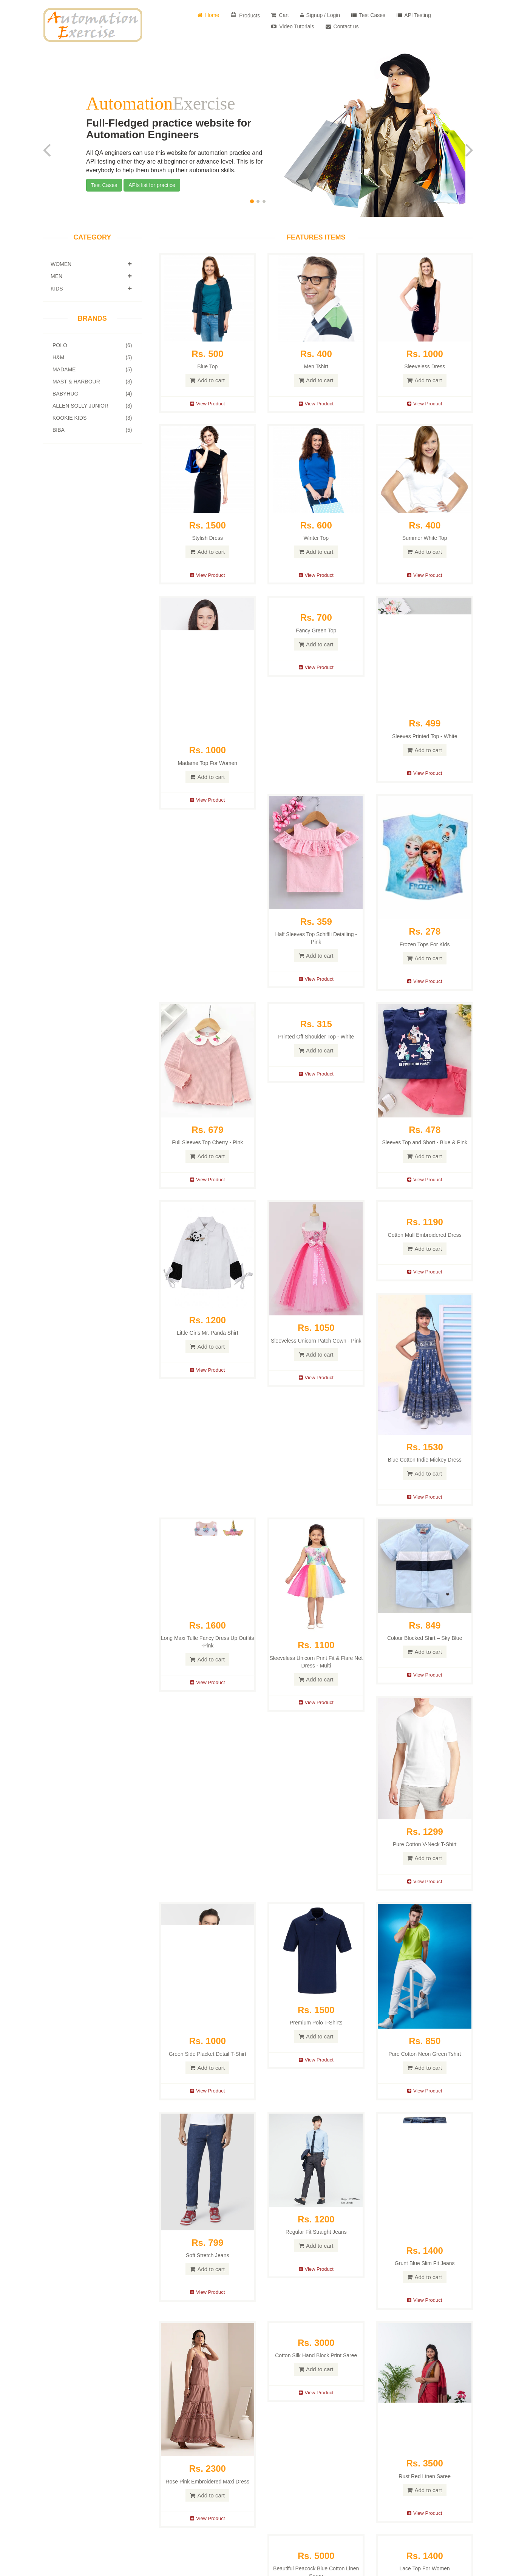 Automation
Exercise
Home
Products
Cart
Signup / Login
Test Cases
API Testing
Video Tutorials
Contact us
AutomationExercise
Full-Fledged practice website for
Automation Engineers
All QA engineers can use this website for automation practice and
API testing either they are at beginner or advance level. This is for
everybody to help them brush up their automation skills.
Test Cases
APIs list for practice
CATEGORY
WOMEN
MEN
KIDS
BRANDS
POLO (6)
H&M (5)
MADAME (5)
MAST & HARBOUR (3)
BABYHUG (4)
ALLEN SOLLY JUNIOR (3)
KOOKIE KIDS (3)
BIBA (5)
FEATURES ITEMS
Rs. 500
Blue Top
Add to cart
View Product
Rs. 400
Men Tshirt
Add to cart
View Product
Rs. 1000
Sleeveless Dress
Add to cart
View Product
Rs. 1500
Stylish Dress
Add to cart
View Product
Rs. 600
Winter Top
Add to cart
View Product
Rs. 400
Summer White Top
Add to cart
View Product
Rs. 1000
Madame Top For Women
Add to cart
View Product
Rs. 700
Fancy Green Top
Add to cart
View Product
Rs. 499
Sleeves Printed Top - White
Add to cart
View Product
Rs. 359
Half Sleeves Top Schiffli Detailing -
Pink
Add to cart
View Product
FROZEN
Rs. 278
Frozen Tops For Kids
Add to cart
View Product
Rs. 679
Full Sleeves Top Cherry - Pink
Add to cart
View Product
Rs. 315
Printed Off Shoulder Top - White
Add to cart
View Product
Rs. 478
Sleeves Top and Short - Blue & Pink
Add to cart
View Product
Rs. 1200
Little Girls Mr. Panda Shirt
Add to cart
View Product
Rs. 1050
Sleeveless Unicorn Patch Gown - Pink
Add to cart
View Product
Rs. 1190
Cotton Mull Embroidered Dress
Add to cart
View Product
Rs. 1530
Blue Cotton Indie Mickey Dress
Add to cart
View Product
Rs. 1600
Long Maxi Tulle Fancy Dress Up Outfits
-Pink
Add to cart
View Product
Rs. 1100
Sleeveless Unicorn Print Fit & Flare Net
Dress - Multi
Add to cart
View Product
Rs. 849
Colour Blocked Shirt – Sky Blue
Add to cart
View Product
Rs. 1299
Pure Cotton V-Neck T-Shirt
Add to cart
View Product
Rs. 1000
Green Side Placket Detail T-Shirt
Add to cart
View Product
Rs. 1500
Premium Polo T-Shirts
Add to cart
View Product
Rs. 850
Pure Cotton Neon Green Tshirt
Add to cart
View Product
Rs. 799
Soft Stretch Jeans
Add to cart
View Product
Rs. 1200
Regular Fit Straight Jeans
Add to cart
View Product
Rs. 1400
Grunt Blue Slim Fit Jeans
Add to cart
View Product
Rs. 2300
Rose Pink Embroidered Maxi Dress
Add to cart
View Product
Rs. 3000
Cotton Silk Hand Block Print Saree
Add to cart
View Product
Rs. 3500
Rust Red Linen Saree
Add to cart
View Product
Rs. 5000
Beautiful Peacock Blue Cotton Linen
Rs. 1400
Lace Top For Women